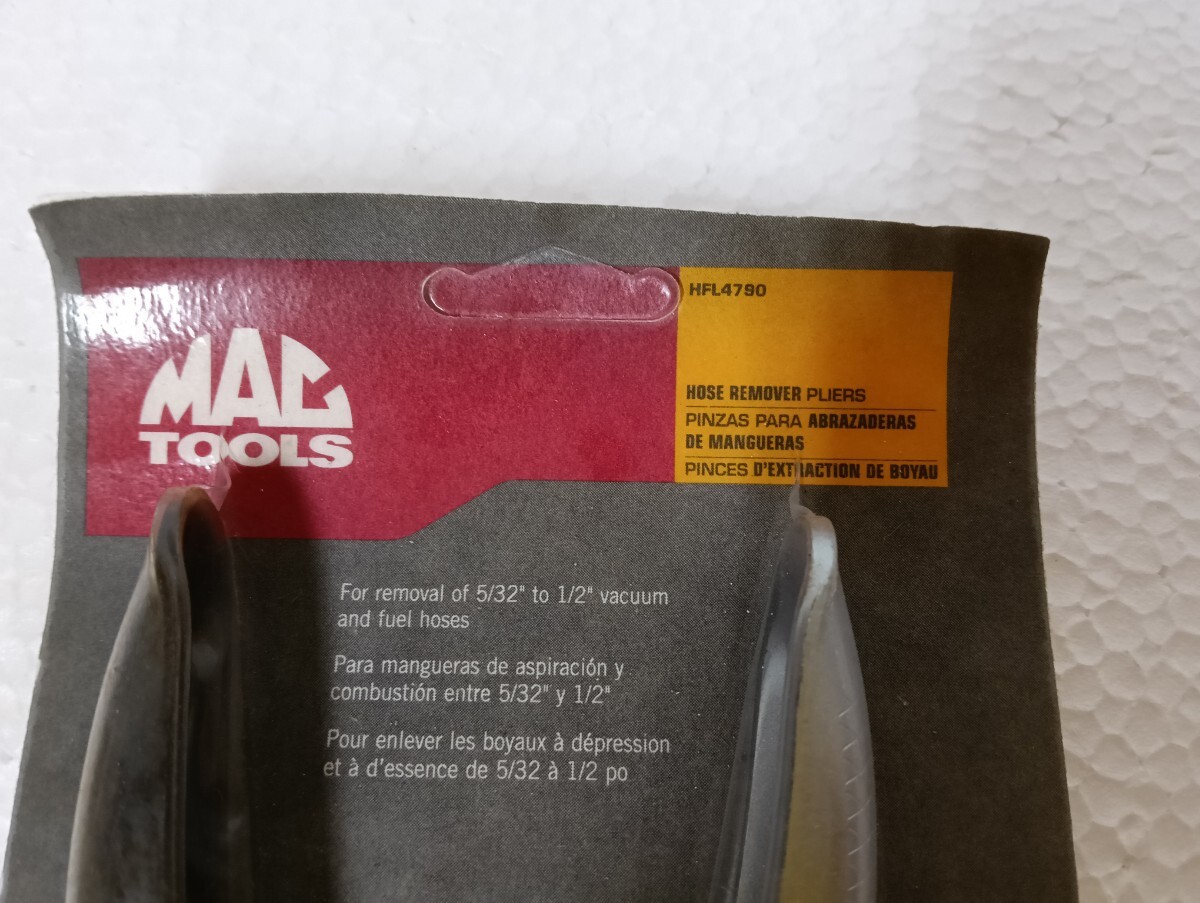 MAC
TOOLS
HFL4790
HOSE REMOVER PLIERS
PINZAS PARA ABRAZADERAS
DE MANGUERAS
PINCES D'EXTRACTION DE BOYAU
For removal of 5/32" to 1/2" vacuum
and fuel hoses
Para mangueras de aspiración y
combustión entre 5/32" y 1/2"
Pour enlever les boyaux à dépression
et à d'essence de 5/32 à 1/2 po